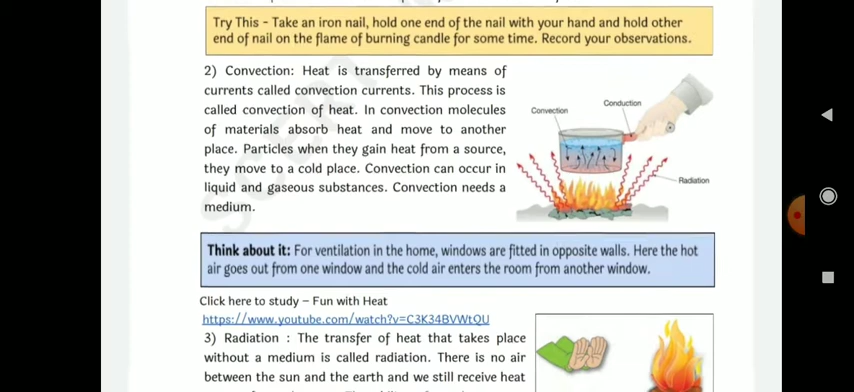 Try This - Take an iron nail, hold one end of the nail with your hand and hold other
end of nail on the flame of burning candle for some time. Record your observations.
2) Convection: Heat is transferred by means of
currents called convection currents. This process is
called convection of heat. In convection molecules
of materials absorb heat and move to another
place. Particles when they gain heat from a source,
they move to a cold place. Convection can occur in
liquid and gaseous substances. Convection needs a
medium.
Convection
Conduction
Radiation
Think about it: For ventilation in the home, windows are fitted in opposite walls. Here the hot
air goes out from one window and the cold air enters the room from another window.
Click here to study – Fun with Heat
https://www.youtube.com/watch?v=C3K34BVWtQU
3) Radiation : The transfer of heat that takes place
without a medium is called radiation. There is no air
between the sun and the earth and we still receive heat